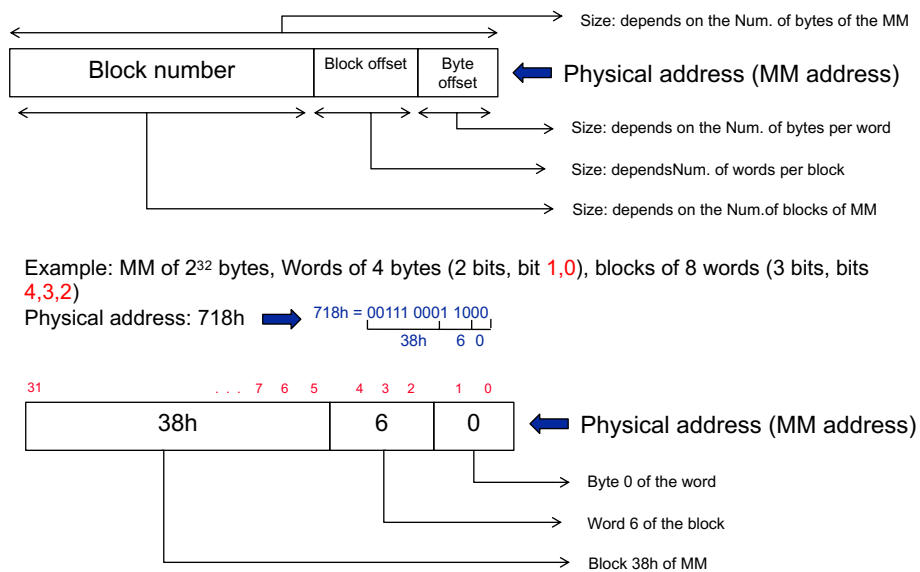 Size: depends on the Num. of bytes of the MM
Block number Block offset Byte offset Physical address (MM address)
Size: depends on the Num. of bytes per word
Size: dependsNum. of words per block
Size: depends on the Num.of blocks of MM
Example: MM of 2³² bytes, Words of 4 bytes (2 bits, bit 1,0), blocks of 8 words (3 bits, bits
4,3,2)
Physical address: 718h 718h = 00111 0001 1000
38h 6 0
31 . . . 7 6 5 4 3 2 1 0
38h 6 0 Physical address (MM address)
Byte 0 of the word
Word 6 of the block
Block 38h of MM